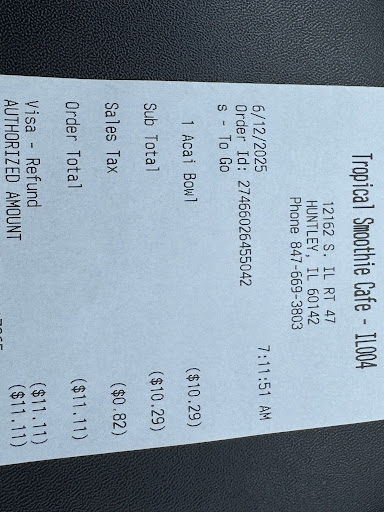 Tropical Smoothie Cafe - IL004
12162 S. IL RT 47
HUNTLEY, IL 60142
Phone 847-669-3803
6/12/2025 7:11:51 AM
Order Id: 27466026455042
s - To Go
1 Acai Bowl ($10.29)
Sub Total ($10.29)
Sales Tax ($0.82)
Order Total ($11.11)
Visa - Refund ($11.11)
AUTHORIZED AMOUNT ($11.11)